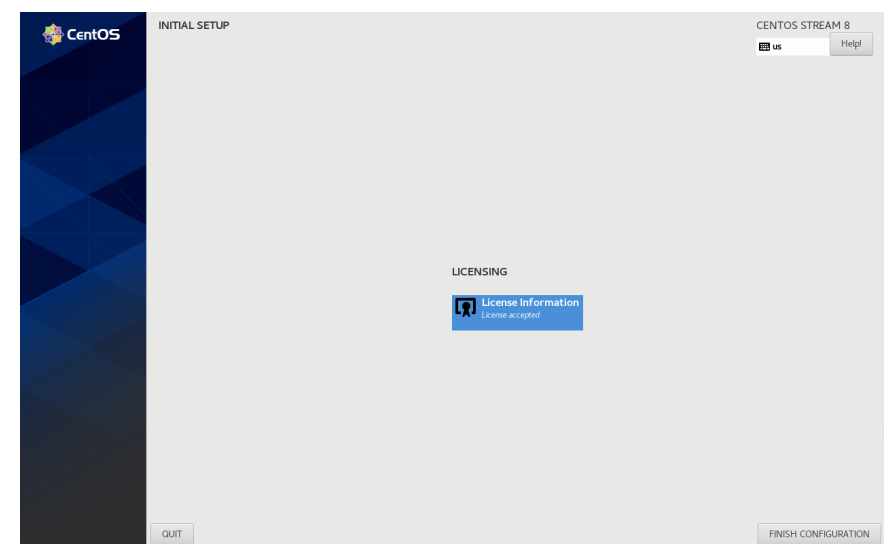 CentOS
INITIAL SETUP
CENTOS STREAM 8
us
Help!
LICENSING
License Information
License accepted
QUIT
FINISH CONFIGURATION